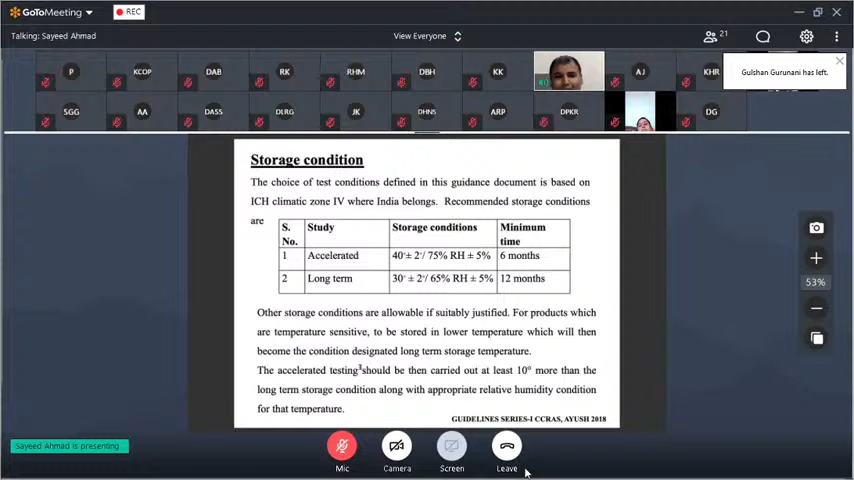 GoToMeeting
REC
Talking: Sayeed Ahmad
View Everyone
21
P
KCOP
DAB
RK
RHM
DBH
KK
AJ
KHR
Gulshan Gurunani has left.
SGG
AA
DASS
DLRG
JK
DHNS
ARP
DPKR
DG
Storage condition
The choice of test conditions defined in this guidance document is based on
ICH climatic zone IV where India belongs. Recommended storage conditions
are
S. No. Study Storage conditions Minimum time
1 Accelerated 40°± 2°/ 75% RH ± 5% 6 months
2 Long term 30° ± 2°/ 65% RH ± 5% 12 months
Other storage conditions are allowable if suitably justified. For products which
are temperature sensitive, to be stored in lower temperature which will then
become the condition designated long term storage temperature.
The accelerated testing should be then carried out at least 10° more than the
long term storage condition along with appropriate relative humidity condition
for that temperature.
GUIDELINES SERIES-I CCRAS, AYUSH 2018
53%
Sayeed Ahmad is presenting
Mic
Camera
Screen
Leave